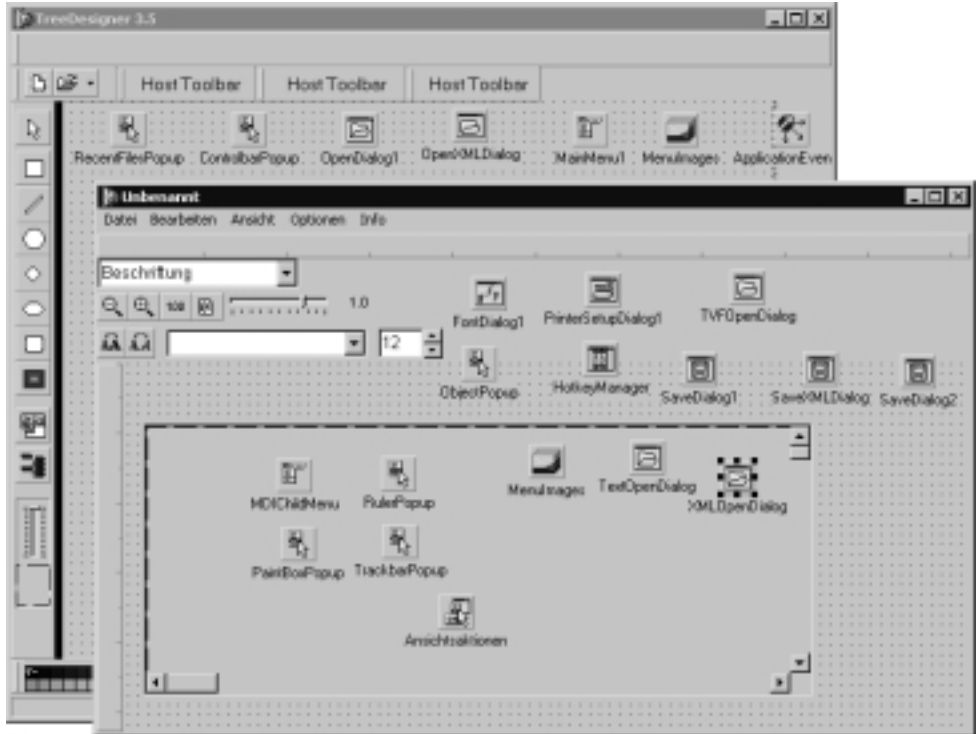 TreeDesigner 3.5
Host Toolbar Host Toolbar Host Toolbar
RecentFilesPopup ControlbarPopup OpenDialog1 OpenXMLDialog MainMenu1 MenuImages ApplicationEven
Unbenannt
Datei Bearbeiten Ansicht Optionen Info
Beschriftung
100 1.0
FontDialog1 PrinterSetupDialog1 TVFOpenDialog
12
ObjectPopup HotkeyManager SaveDialog1 SaveXMLDialog SaveDialog2
MDIChildMenu RulerPopup MenuImages TextOpenDialog XMLOpenDialog
PaintBoxPopup TrackbarPopup
Ansichtsaktionen